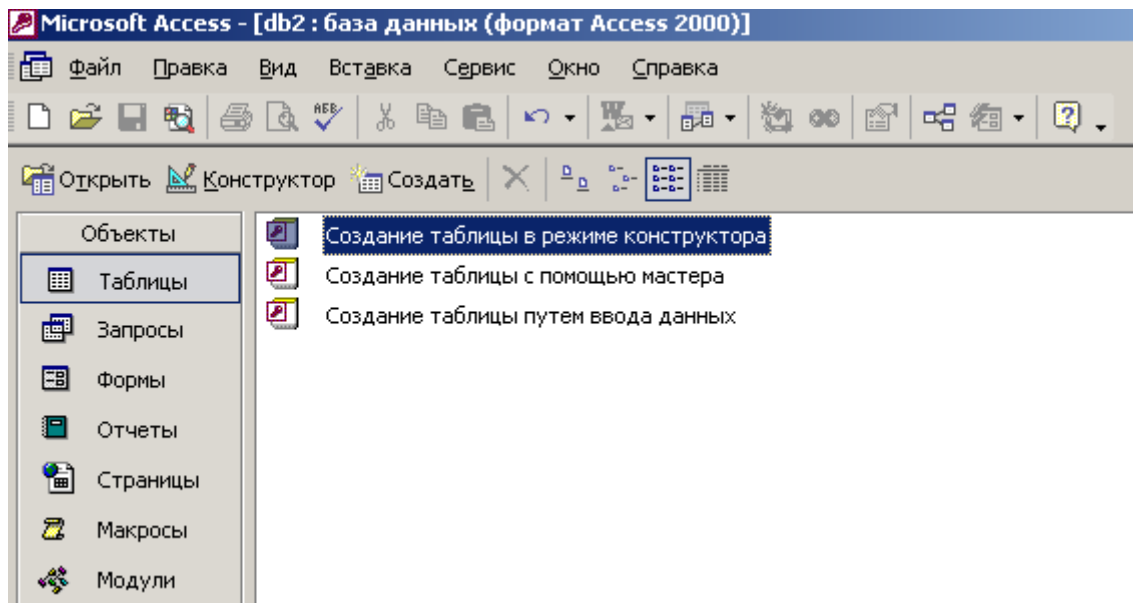 Microsoft Access - [db2 : база данных (формат Access 2000)]
Файл Правка Вид Вставка Сервис Окно Справка
Открыть Конструктор Создать
Объекты
Таблицы
Запросы
Формы
Отчеты
Страницы
Макросы
Модули
Создание таблицы в режиме конструктора
Создание таблицы с помощью мастера
Создание таблицы путем ввода данных